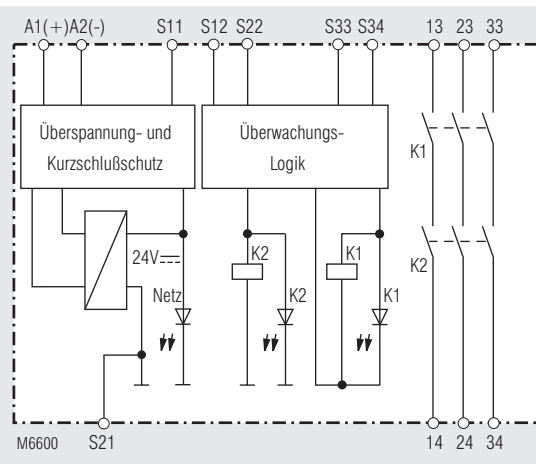 A1(+) A2(-) S11 S12 S22 S33 S34 13 23 33
Überspannung- und
Kurzschlußschutz
Überwachungs-
Logik
K1
24V
K2
K1
K2
Netz
K2
K1
M6600 S21 14 24 34